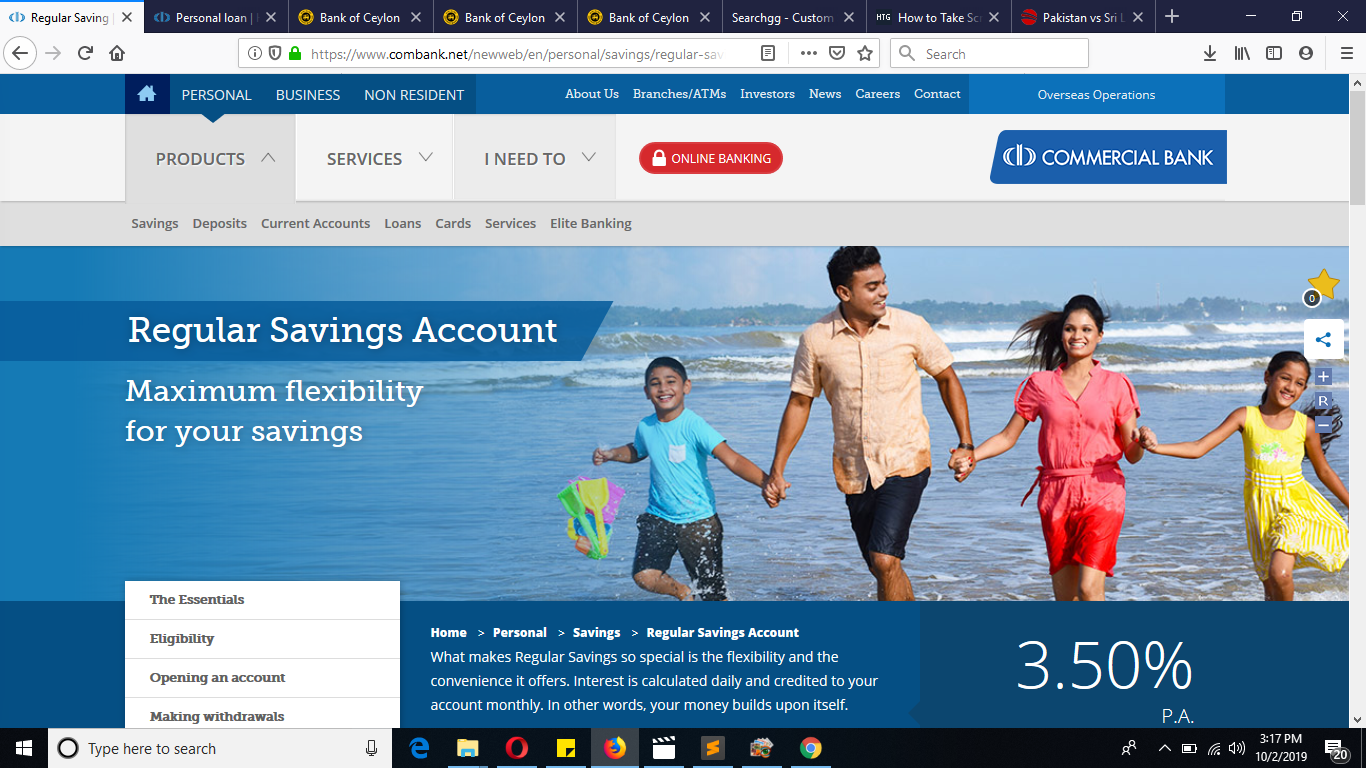 Regular Saving
Personal loan |
Bank of Ceylon
Bank of Ceylon
Bank of Ceylon
Searchgg - Custom
HTG How to Take Scr
Pakistan vs Sri L
https://www.combank.net/newweb/en/personal/savings/regular-sav
Search
PERSONAL BUSINESS NON RESIDENT
About Us Branches/ATMs Investors News Careers Contact
Overseas Operations
PRODUCTS SERVICES I NEED TO
ONLINE BANKING
COMMERCIAL BANK
Savings Deposits Current Accounts Loans Cards Services Elite Banking
0
Regular Savings Account
Maximum flexibility
for your savings
+
R
−
The Essentials
Eligibility
Opening an account
Making withdrawals
Home > Personal > Savings > Regular Savings Account
What makes Regular Savings so special is the flexibility and the
convenience it offers. Interest is calculated daily and credited to your
account monthly. In other words, your money builds upon itself.
3.50%
P.A.
Type here to search
3:17 PM
10/2/2019
20